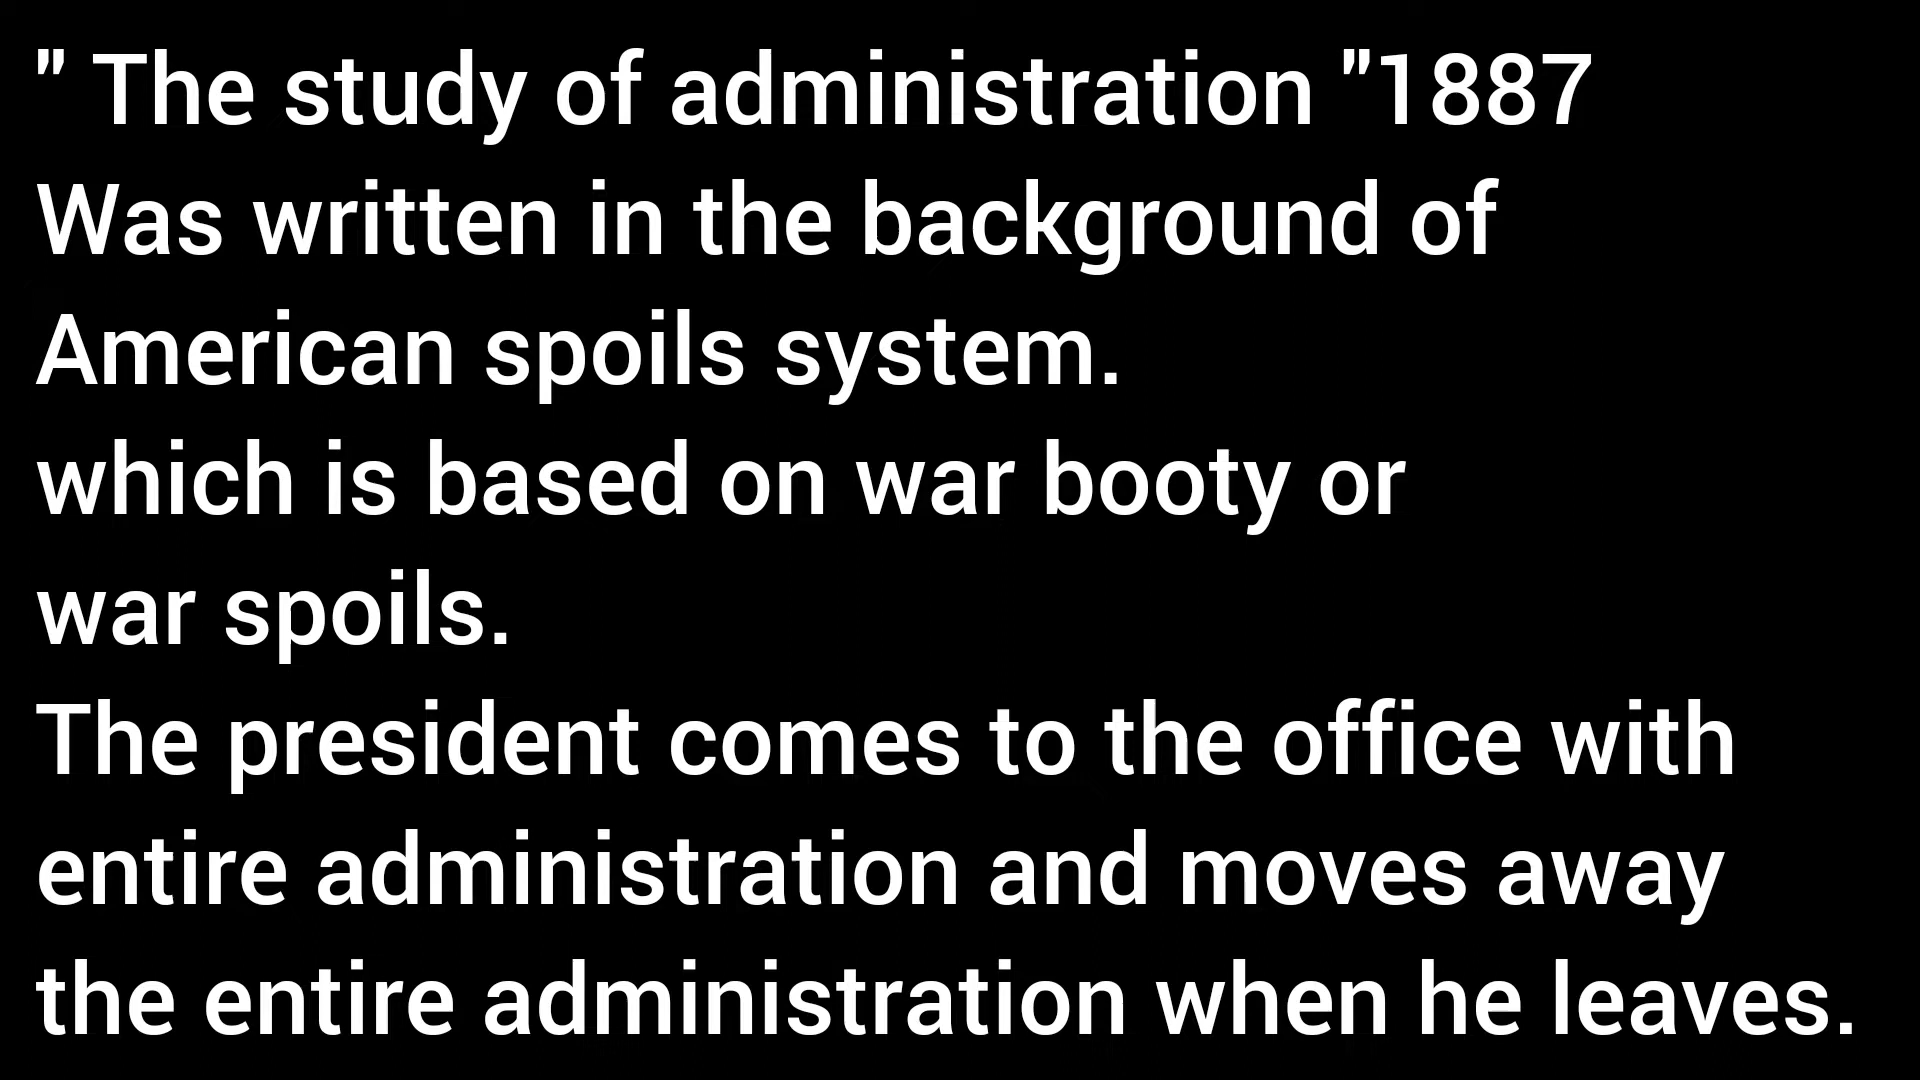 " The study of administration "1887
Was written in the background of
American spoils system.
which is based on war booty or
war spoils.
The president comes to the office with
entire administration and moves away
the entire administration when he leaves.